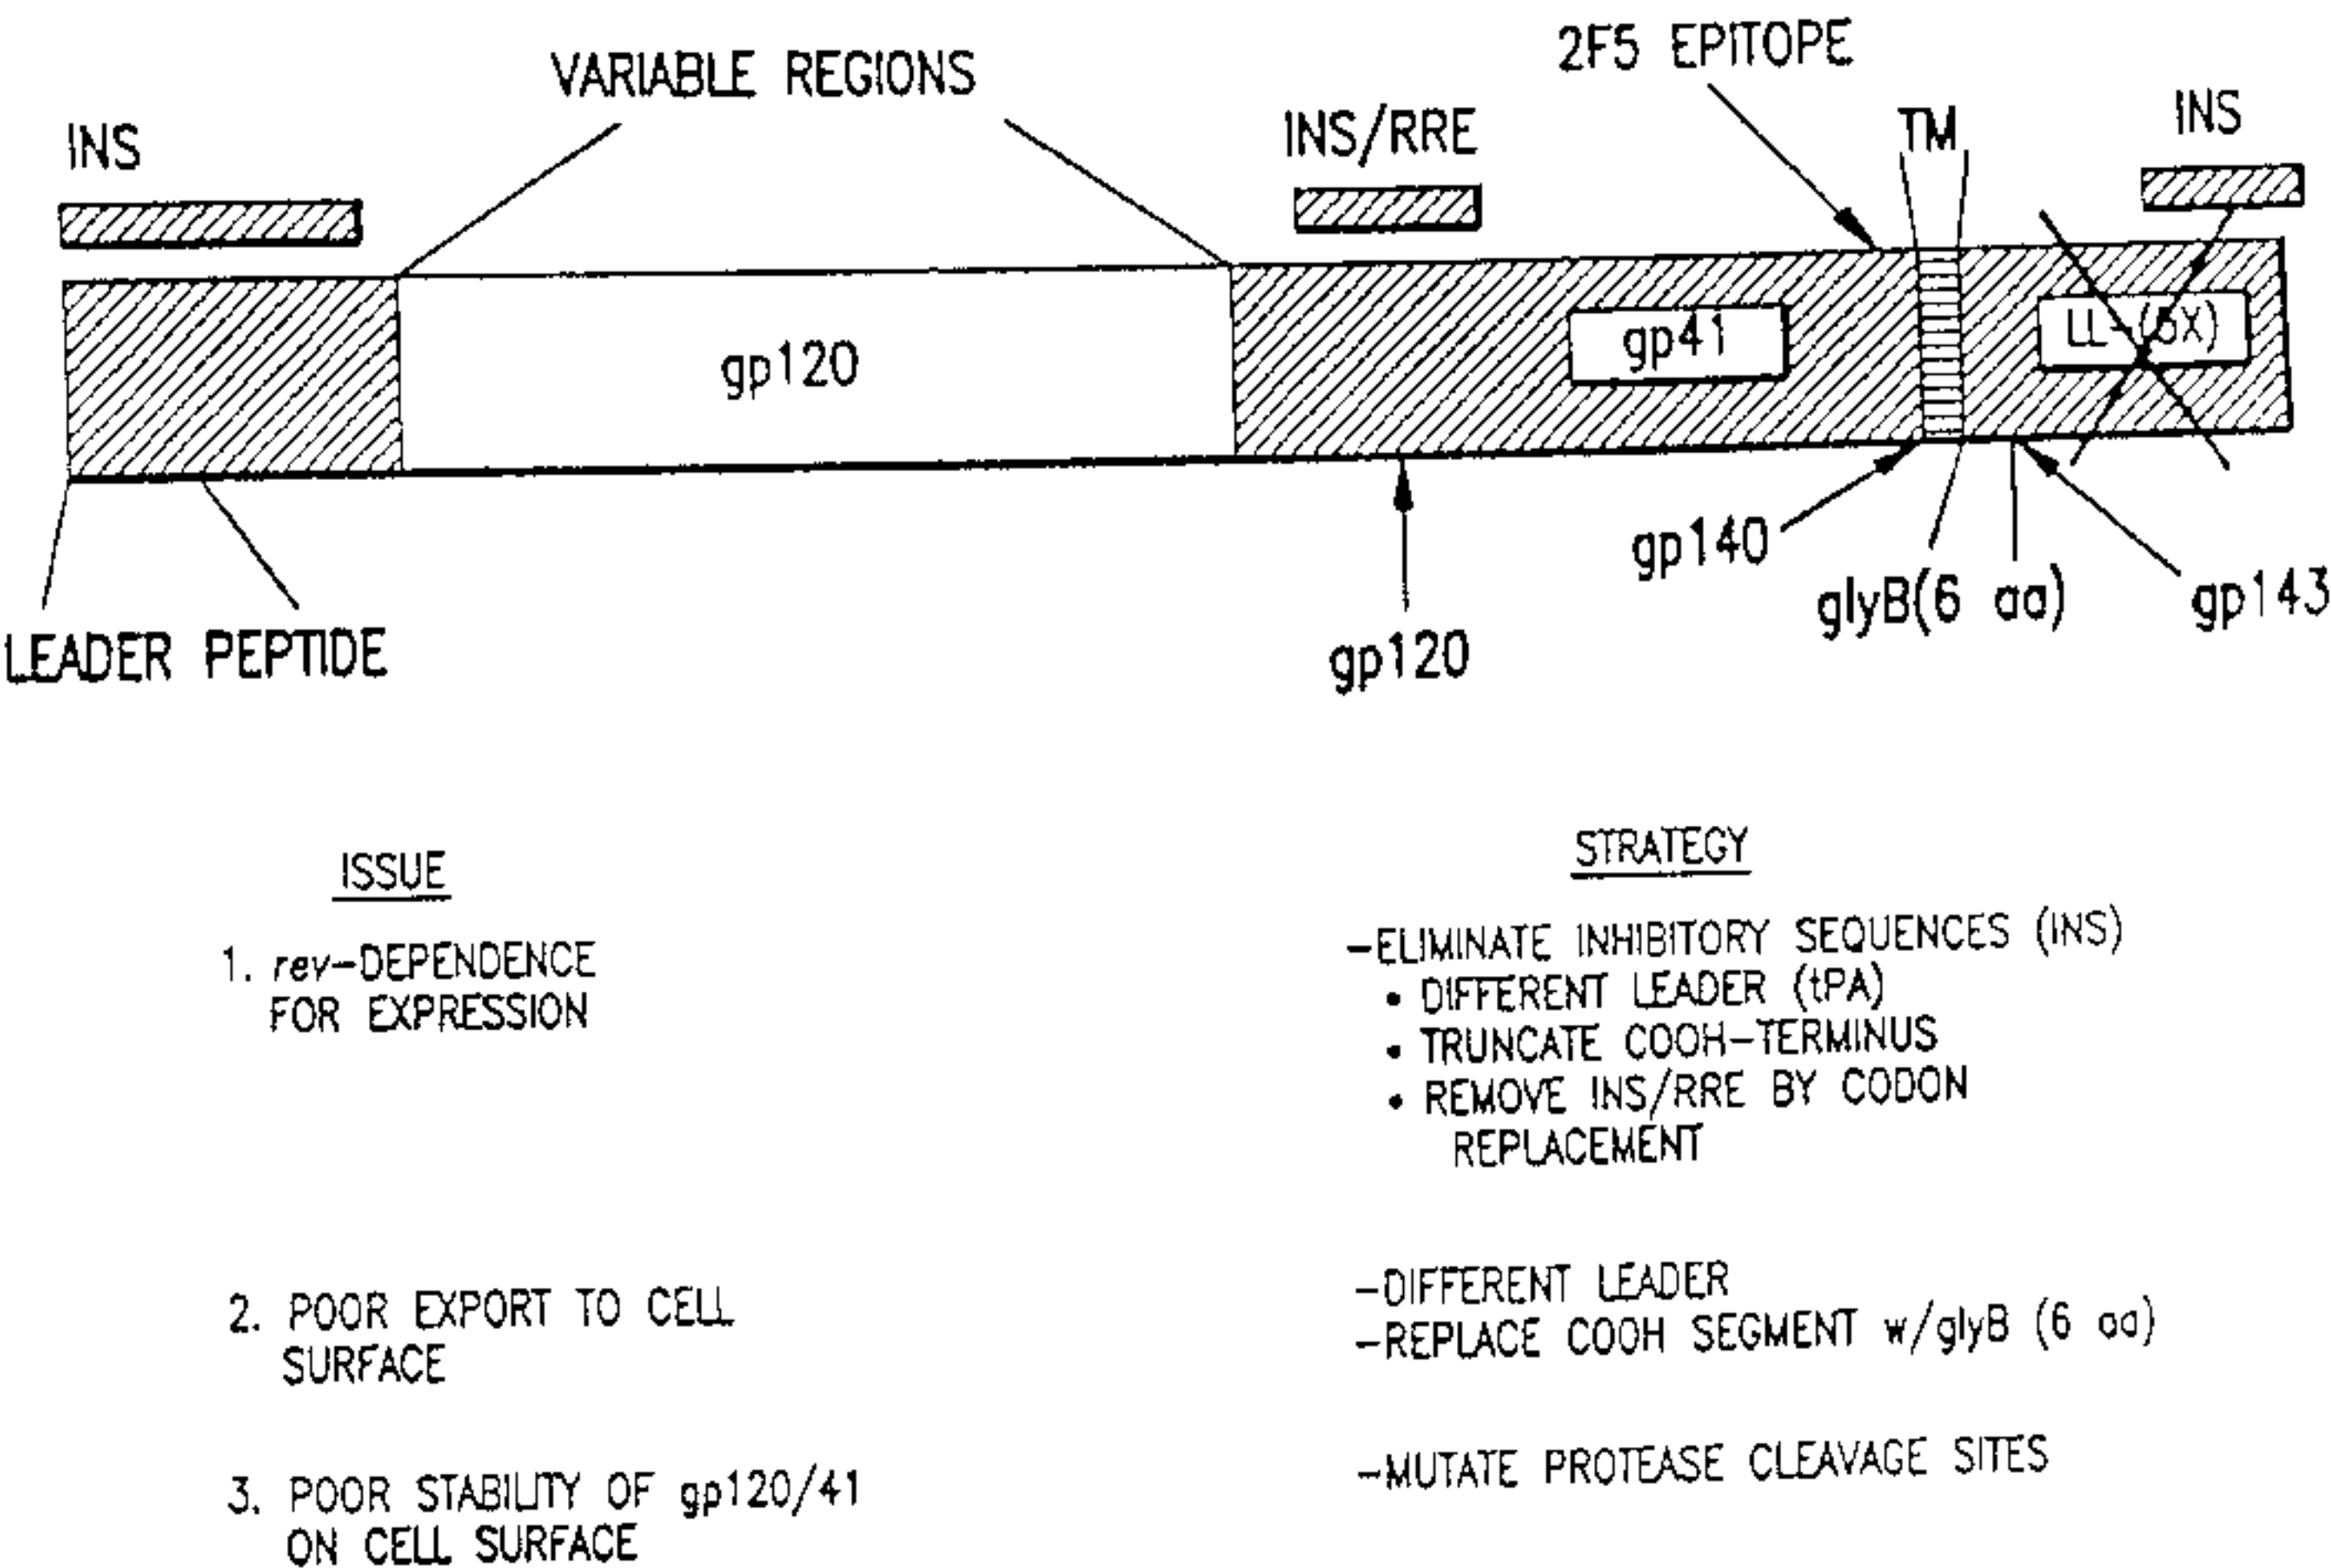 2F5 EPITOPE
VARIABLE REGIONS
INS
INS/RRE
TM
INS
gp120
gp41
LL-(5X)
gp140
glyB(6 aa)
gp143
LEADER PEPTIDE
gp120
ISSUE
1. rev-DEPENDENCE
FOR EXPRESSION
2. POOR EXPORT TO CELL
SURFACE
3. POOR STABILITY OF gp120/41
ON CELL SURFACE
STRATEGY
-ELIMINATE INHIBITORY SEQUENCES (INS)
• DIFFERENT LEADER (tPA)
• TRUNCATE COOH-TERMINUS
• REMOVE INS/RRE BY CODON
REPLACEMENT
-DIFFERENT LEADER
-REPLACE COOH SEGMENT w/glyB (6 aa)
-MUTATE PROTEASE CLEAVAGE SITES